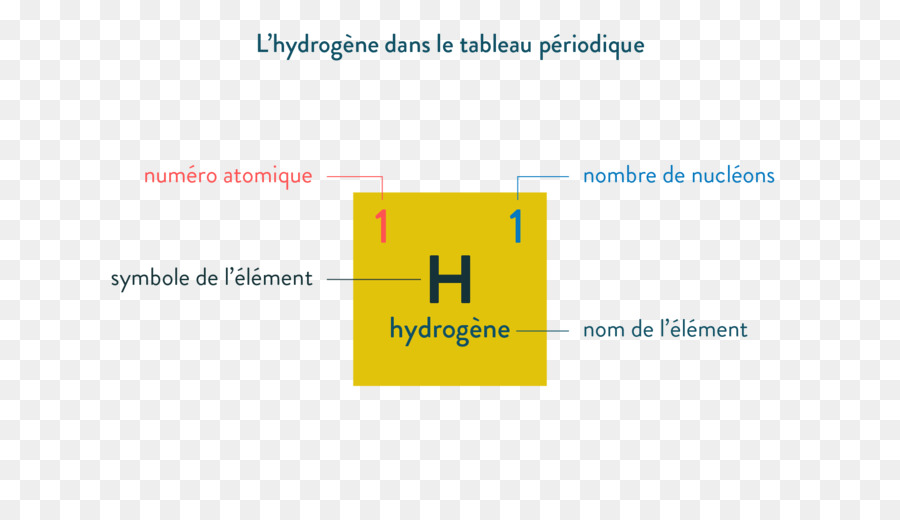 L’hydrogène dans le tableau périodique
numéro atomique
nombre de nucléons
1
1
symbole de l’élément
H
hydrogène
nom de l’élément